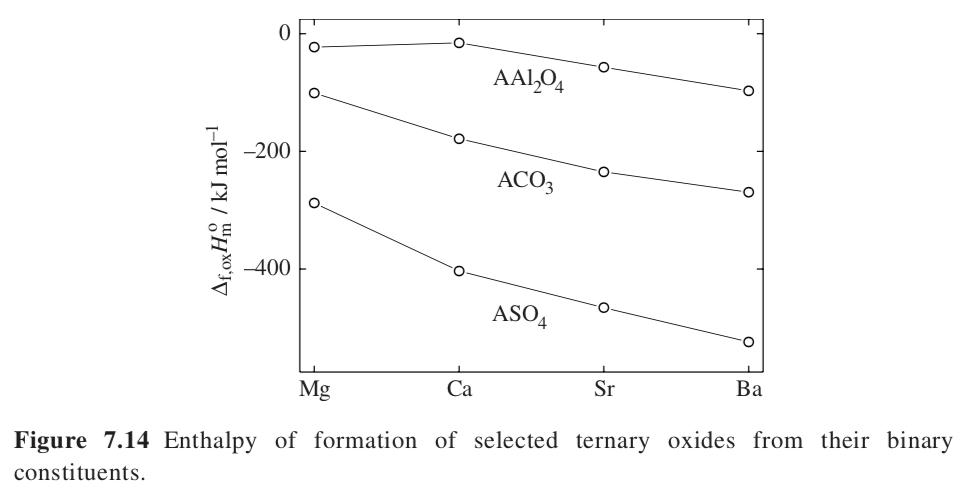 0
AAl₂O₄
–200
ACO₃
–400
ASO₄
Δf,oxHºm / kJ mol⁻¹
Mg Ca Sr Ba
Figure 7.14 Enthalpy of formation of selected ternary oxides from their binary
constituents.